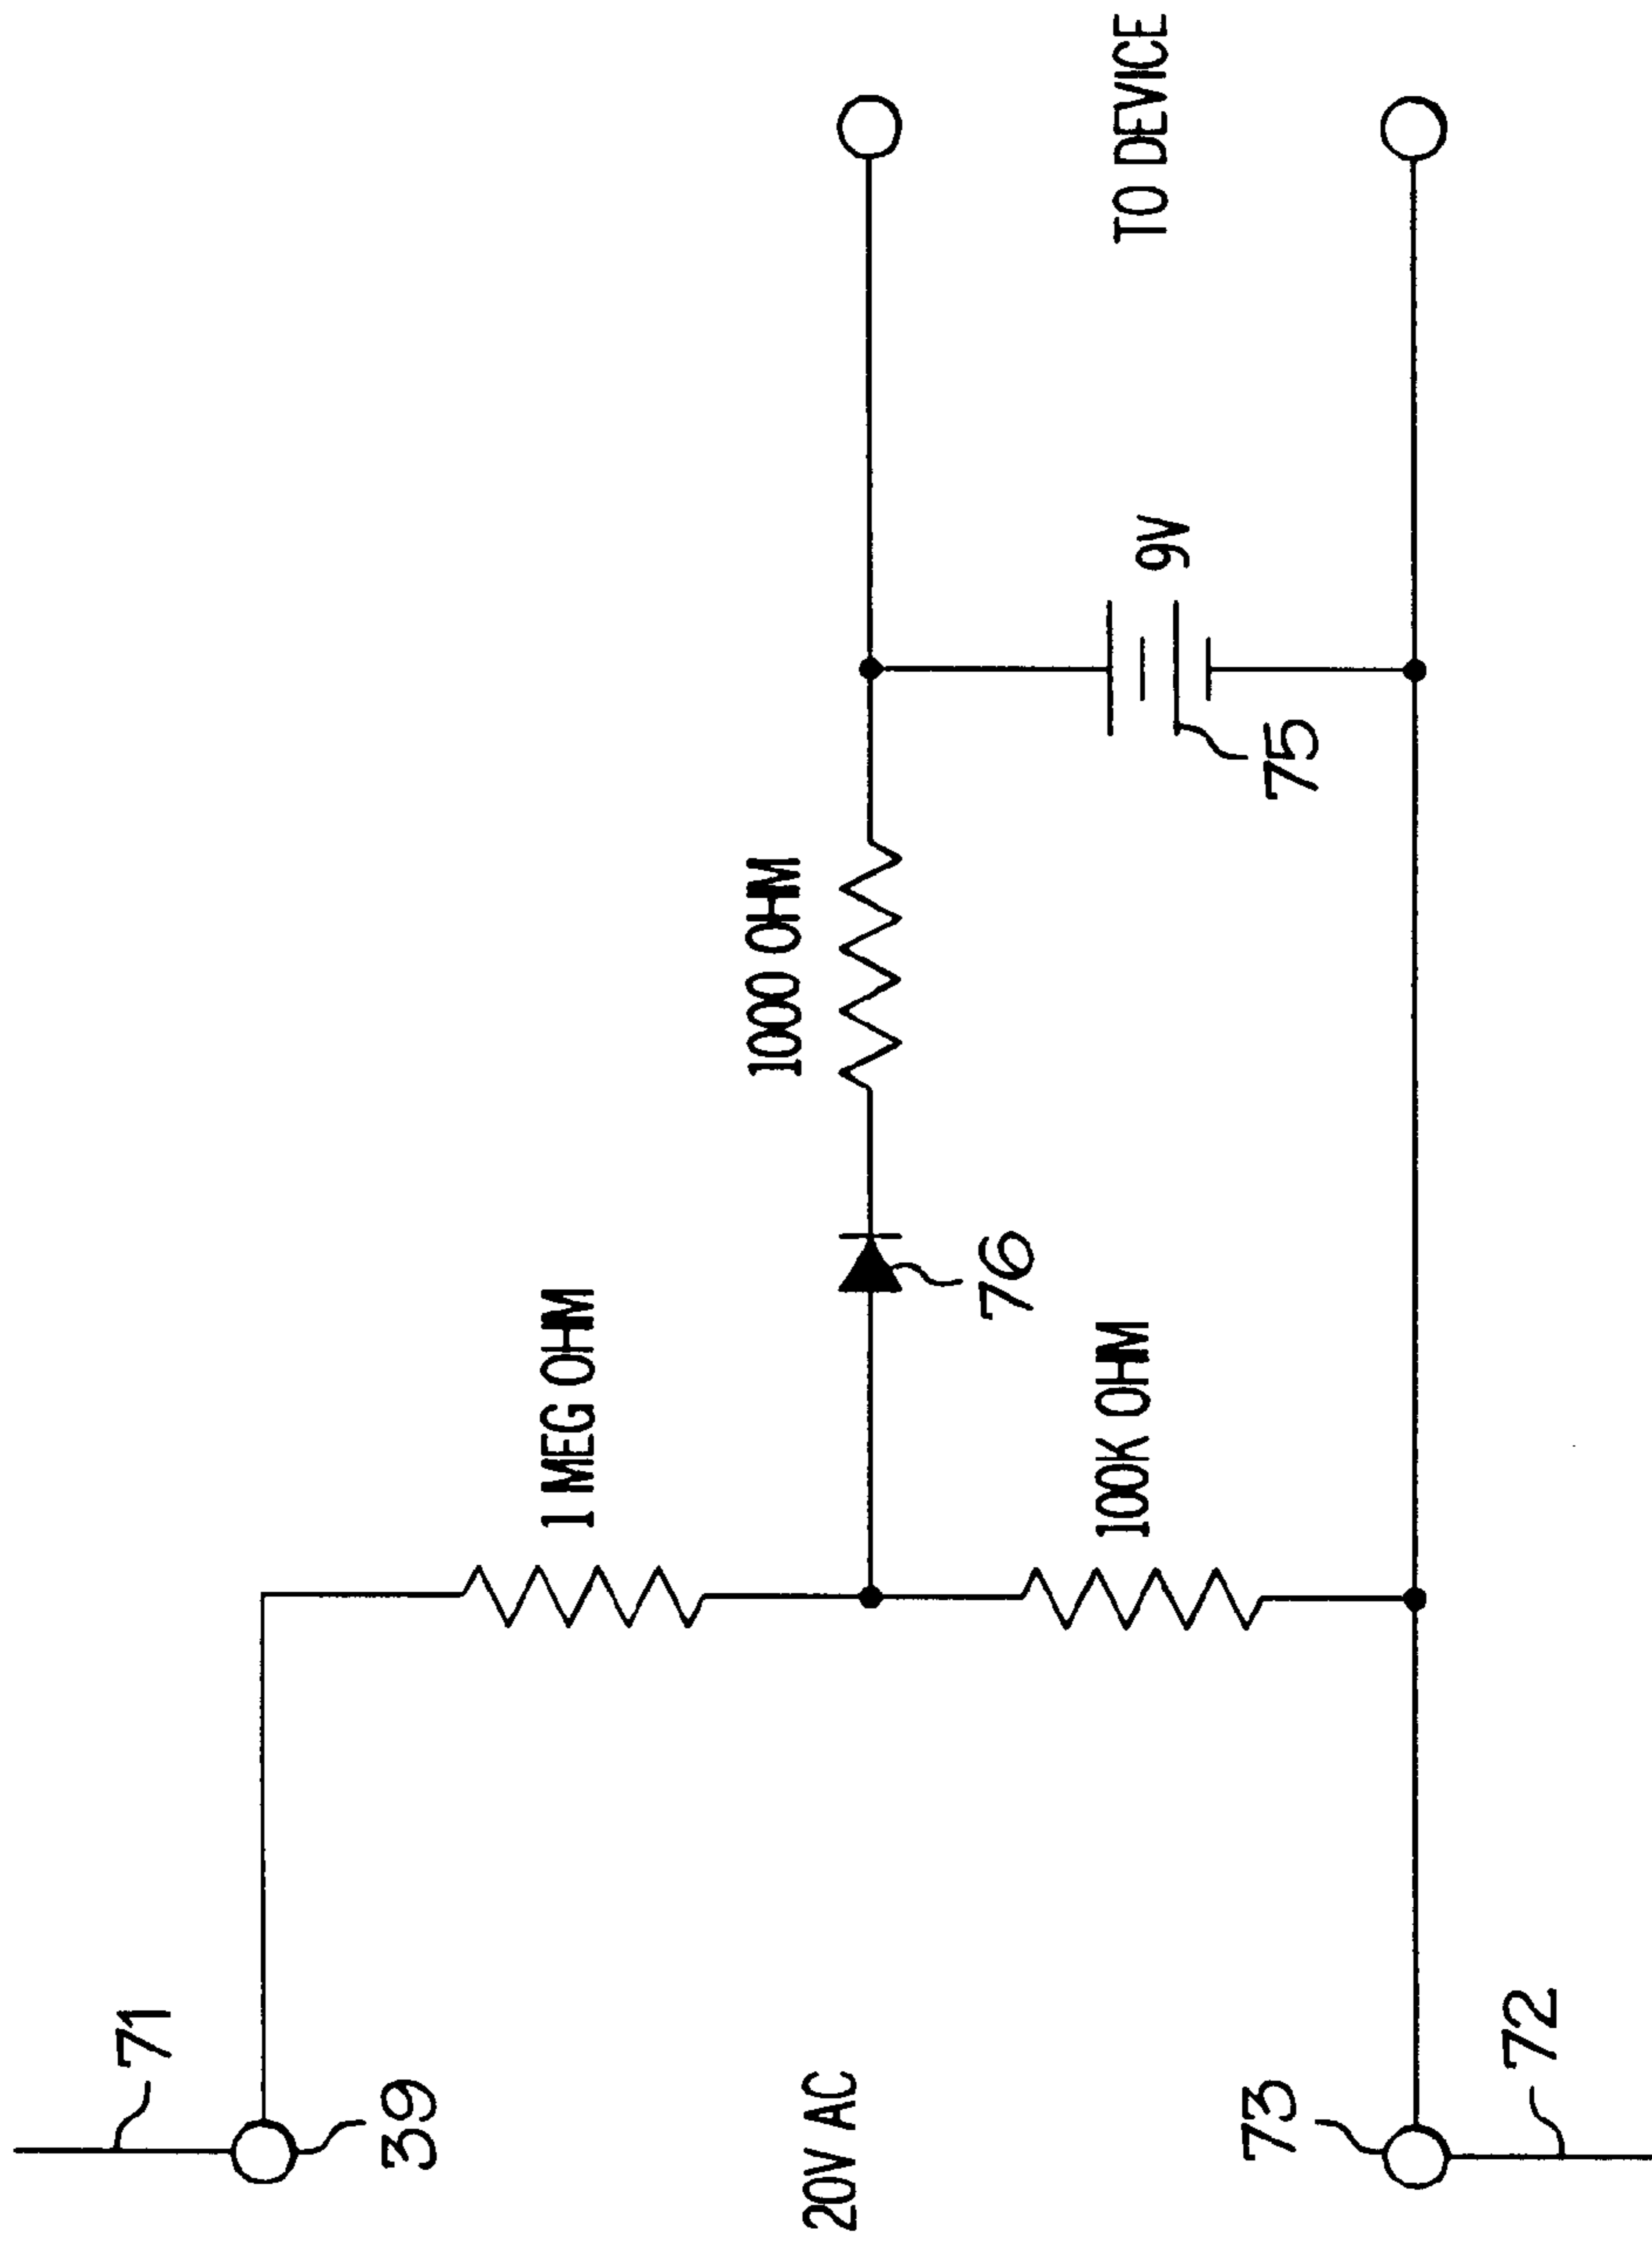 71
39
1 MEG OHM
1000 OHM
20V AC
76
TO DEVICE
100K OHM
9V
75
73
72